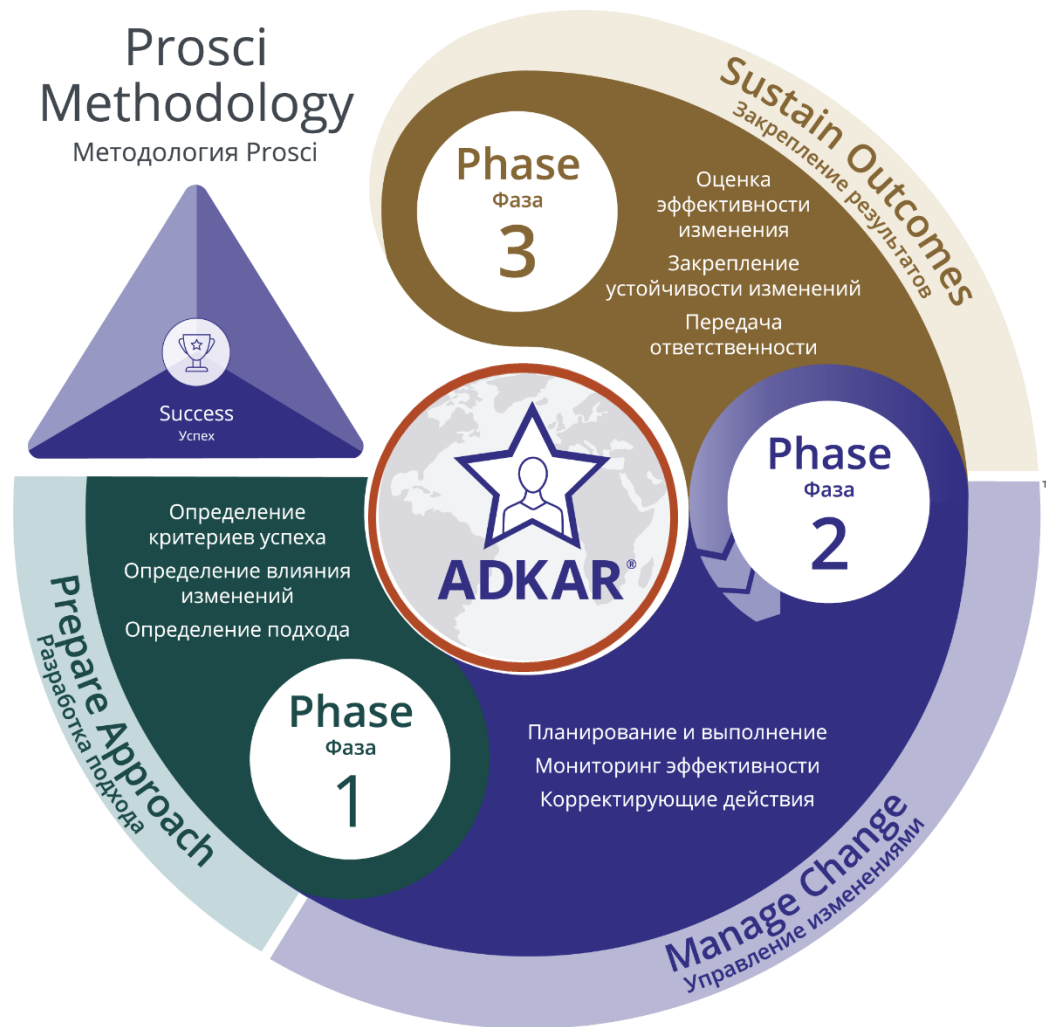 Prosci
Methodology
Методология Prosci
Success
Успех
Phase
Фаза
3
Оценка
эффективности
изменения
Закрепление
устойчивости изменений
Передача
ответственности
Sustain Outcomes
Закрепление результатов
ADKAR®
Phase
Фаза
2
Планирование и выполнение
Мониторинг эффективности
Корректирующие действия
Manage Change
Управление изменениями
Определение
критериев успеха
Определение влияния
изменений
Определение подхода
Phase
Фаза
1
Prepare Approach
Разработка подхода